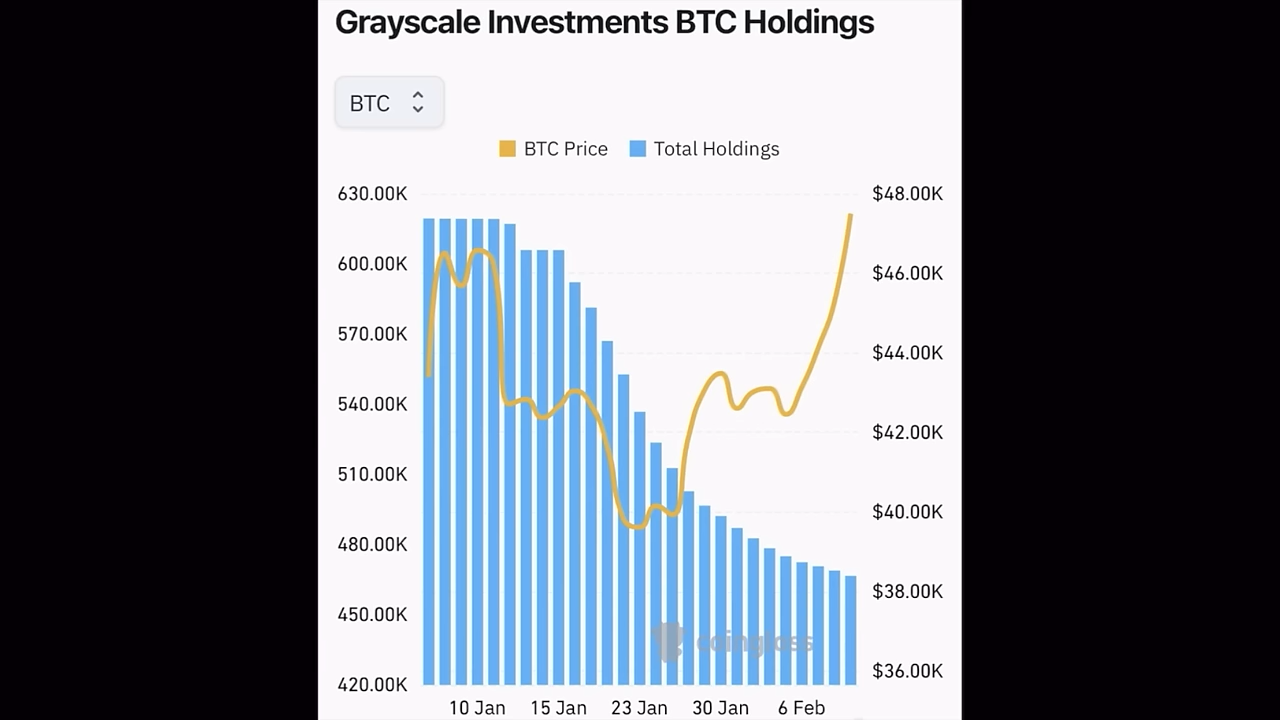 Grayscale Investments BTC Holdings
BTC
BTC Price
Total Holdings
630.00K
600.00K
570.00K
540.00K
510.00K
480.00K
450.00K
420.00K
$48.00K
$46.00K
$44.00K
$42.00K
$40.00K
$38.00K
$36.00K
coinglass
10 Jan
15 Jan
23 Jan
30 Jan
6 Feb